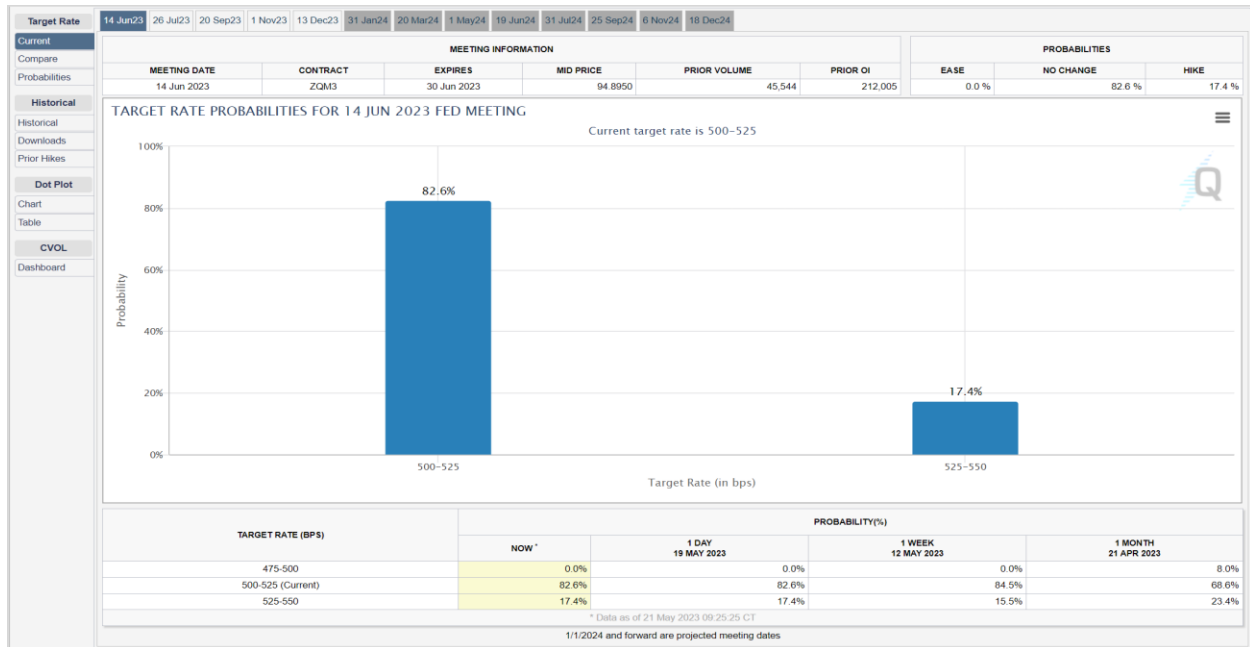 Target Rate
Current
Compare
Probabilities
Historical
Historical
Downloads
Prior Hikes
Dot Plot
Chart
Table
CVOL
Dashboard
14 Jun23 26 Jul23 20 Sep23 1 Nov23 13 Dec23 31 Jan24 20 Mar24 1 May24 19 Jun24 31 Jul24 25 Sep24 6 Nov24 18 Dec24
MEETING INFORMATION
MEETING DATE CONTRACT EXPIRES MID PRICE PRIOR VOLUME PRIOR OI
14 Jun 2023 ZQM3 30 Jun 2023 94.8950 45,544 212,005
PROBABILITIES
EASE NO CHANGE HIKE
0.0 % 82.6 % 17.4 %
TARGET RATE PROBABILITIES FOR 14 JUN 2023 FED MEETING
Current target rate is 500-525
Q
Probability
100%
80%
60%
40%
20%
0%
82.6%
17.4%
500-525 525-550
Target Rate (in bps)
TARGET RATE (BPS) PROBABILITY(%)
NOW * 1 DAY 1 WEEK 1 MONTH
19 MAY 2023 12 MAY 2023 21 APR 2023
475-500 0.0% 0.0% 0.0% 8.0%
500-525 (Current) 82.6% 82.6% 84.5% 68.6%
525-550 17.4% 17.4% 15.5% 23.4%
* Data as of 21 May 2023 09:25:25 CT
1/1/2024 and forward are projected meeting dates